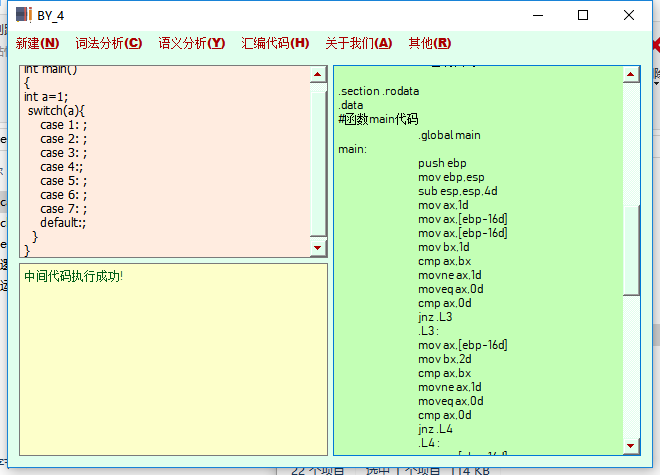 BY_4
新建(N) 词法分析(C) 语义分析(Y) 汇编代码(H) 关于我们(A) 其他(R)
int main()
{
int a=1;
switch(a){
case 1: ;
case 2: ;
case 3: ;
case 4:;
case 5: ;
case 6: ;
case 7: ;
default:;
}
}
中间代码执行成功!
.section .rodata
.data
#函数main代码
.global main
main:
push ebp
mov ebp,esp
sub esp,esp,4d
mov ax,1d
mov ax,[ebp-16d]
mov ax,[ebp-16d]
mov bx,1d
cmp ax,bx
movne ax,1d
moveq ax,0d
cmp ax,0d
jnz .L3
.L3 :
mov ax,[ebp-16d]
mov bx,2d
cmp ax,bx
movne ax,1d
moveq ax,0d
cmp ax,0d
jnz .L4
.L4 :
22 个项目 选中 1 个项目 114 KB